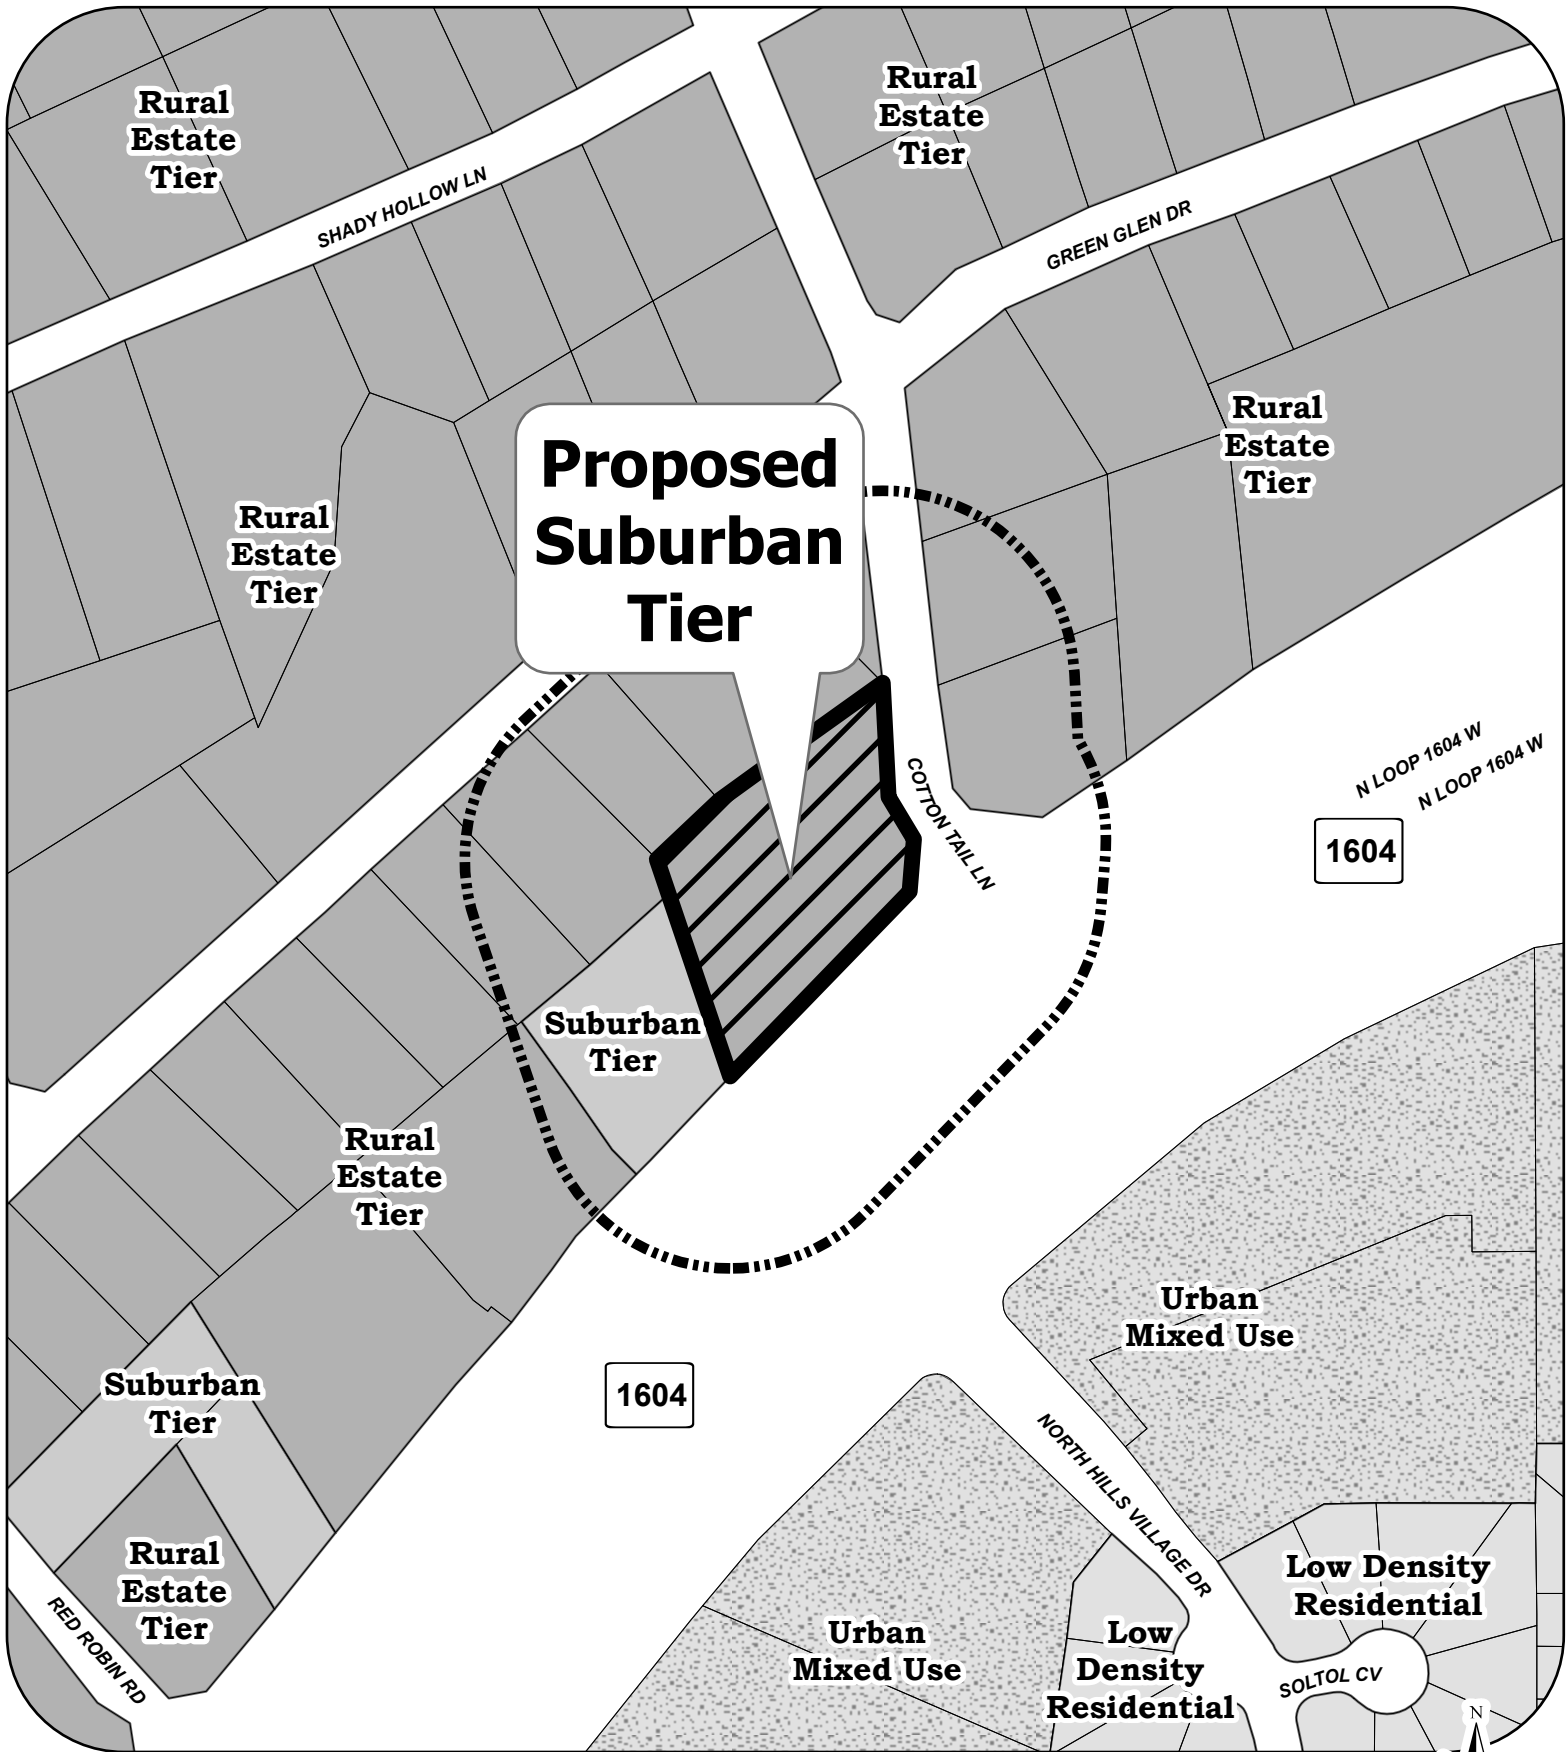 Rural
Estate
Tier
Rural
Estate
Tier
SHADY HOLLOW LN
GREEN GLEN DR
Rural
Estate
Tier
Proposed
Suburban
Tier
Rural
Estate
Tier
N LOOP 1604 W
N LOOP 1604 W
COTTON TAIL LN
1604
Suburban
Tier
Rural
Estate
Tier
Urban
Mixed Use
Suburban
Tier
1604
NORTH HILLS VILLAGE DR
Rural
Estate
Tier
Low Density
Residential
RED ROBIN RD
Urban
Mixed Use
Low
Density
Residential
SOLTOL CV
N